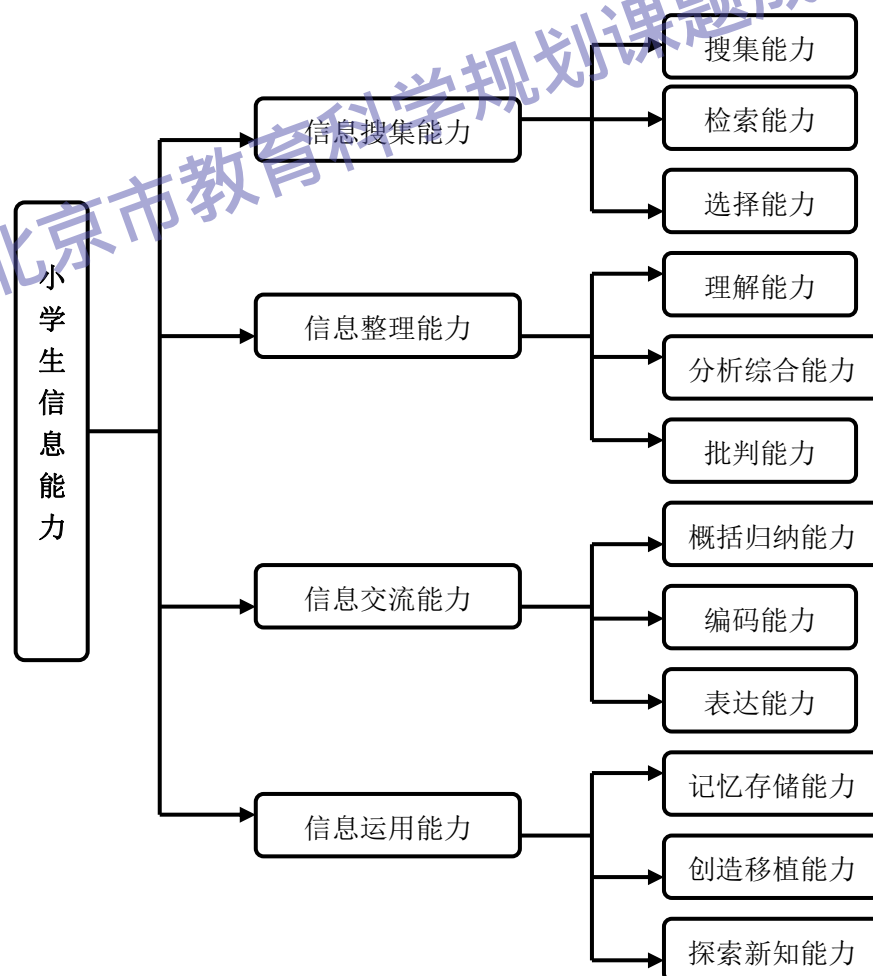 北京市教育科学规划课题成
小学生信息能力
信息搜集能力
搜集能力
检索能力
选择能力
信息整理能力
理解能力
分析综合能力
批判能力
信息交流能力
概括归纳能力
编码能力
表达能力
信息运用能力
记忆存储能力
创造移植能力
探索新知能力